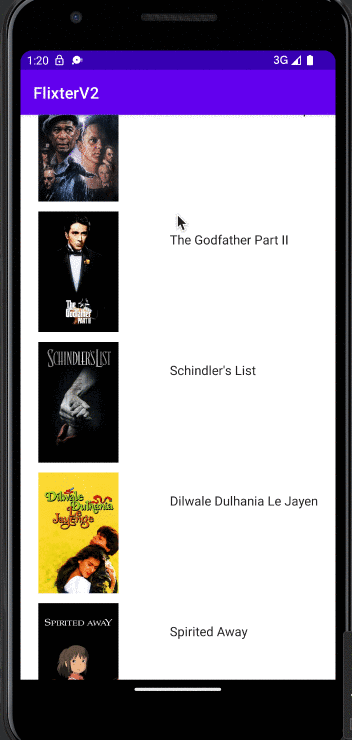 1:20
3G
FlixterV2
The Godfather PART II
The Godfather Part II
SCHINDLER'S LIST
Schindler's List
Dilwale
Dulhania
Le
Jayenge
Dilwale Dulhania Le Jayen
SPIRITED AWAY
Spirited Away